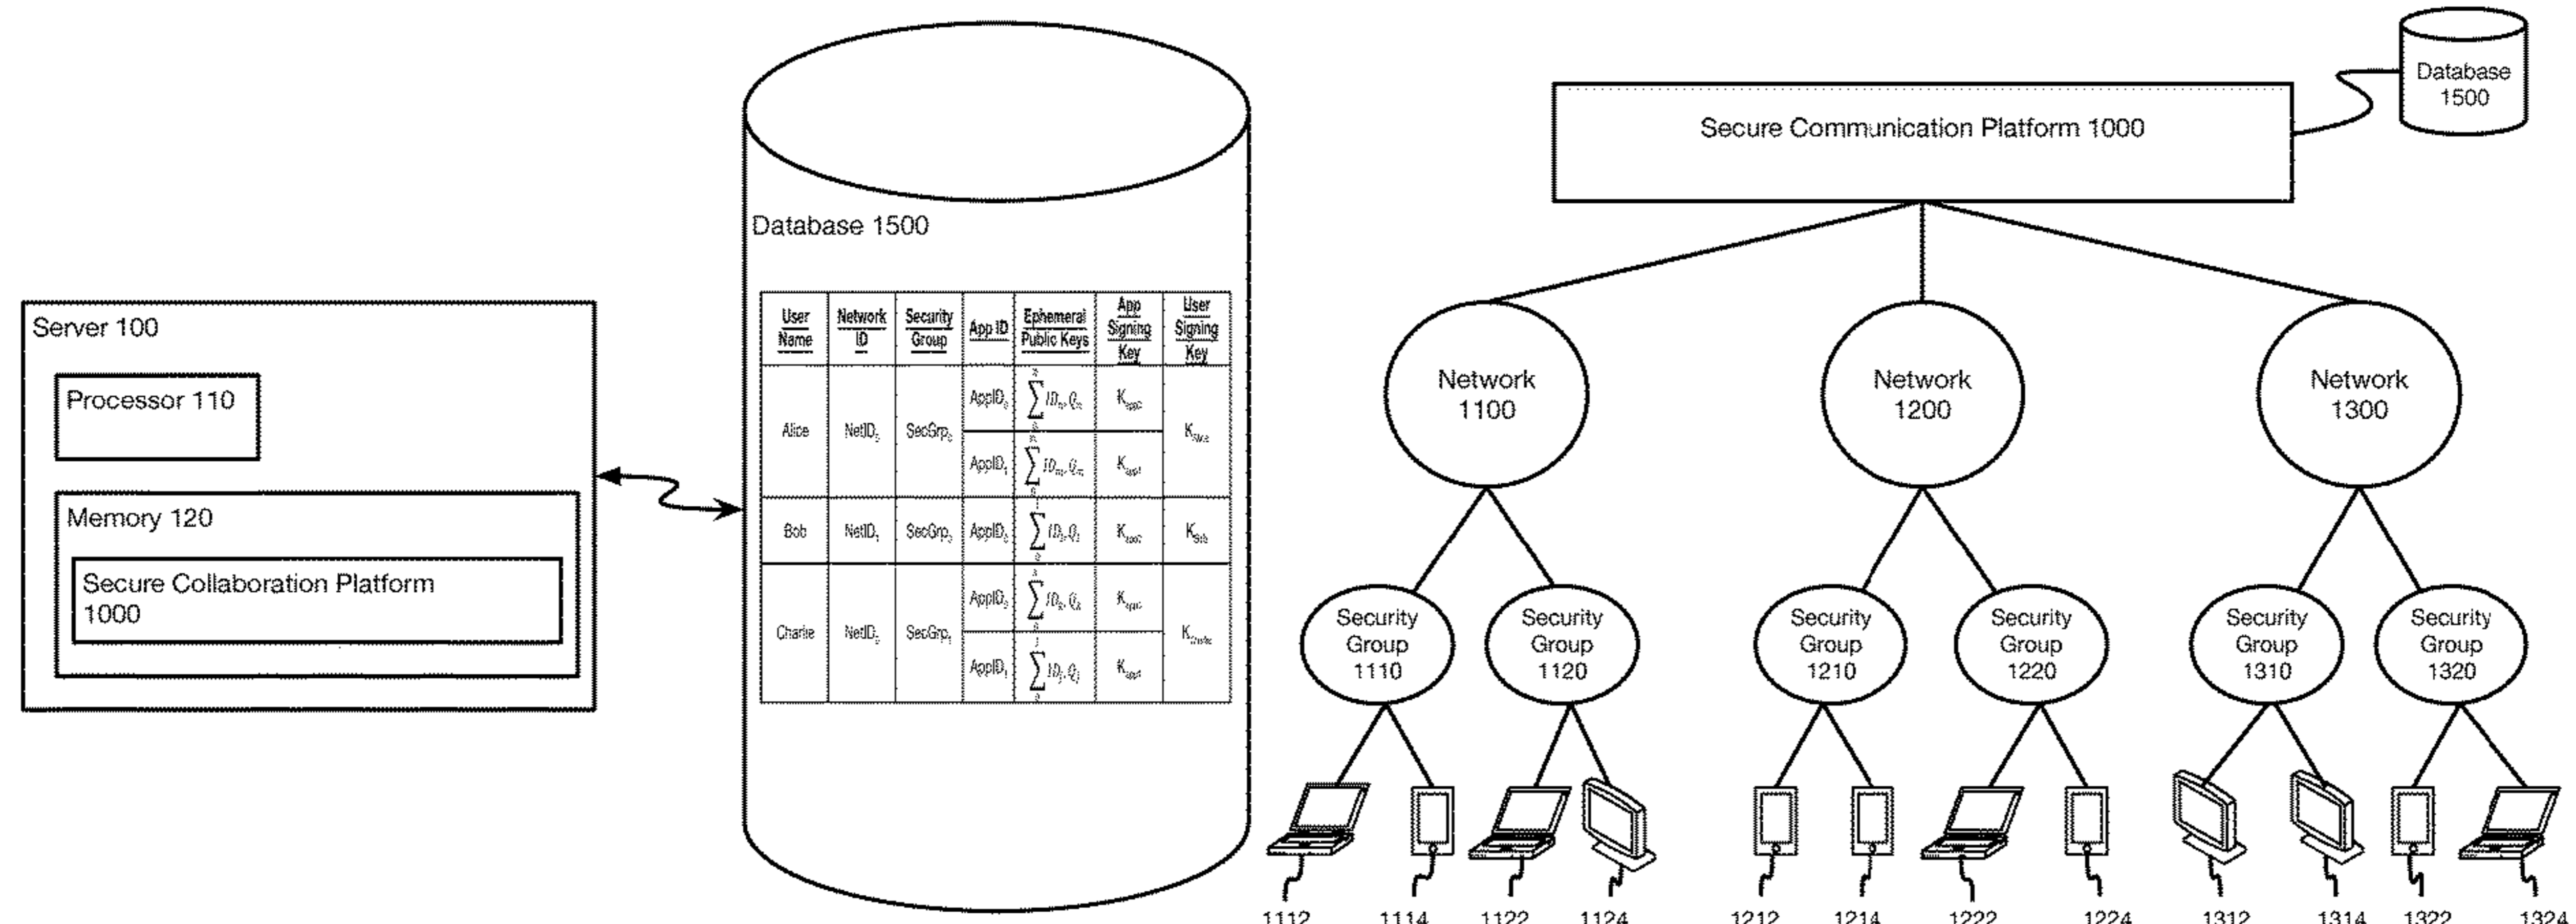 Server 100
Processor 110
Memory 120
Secure Collaboration Platform
1000
Database 1500
User Name
Network ID
Security Group
App ID
Ephemeral Public Keys
App Signing Key
User Signing Key
Alice
Bob
Charlie
Secure Communication Platform 1000
Database
1500
Network
1100
Network
1200
Network
1300
Security
Group
1110
Security
Group
1120
Security
Group
1210
Security
Group
1220
Security
Group
1310
Security
Group
1320
1112 1114 1122 1124 1212 1214 1222 1224 1312 1314 1322 1324